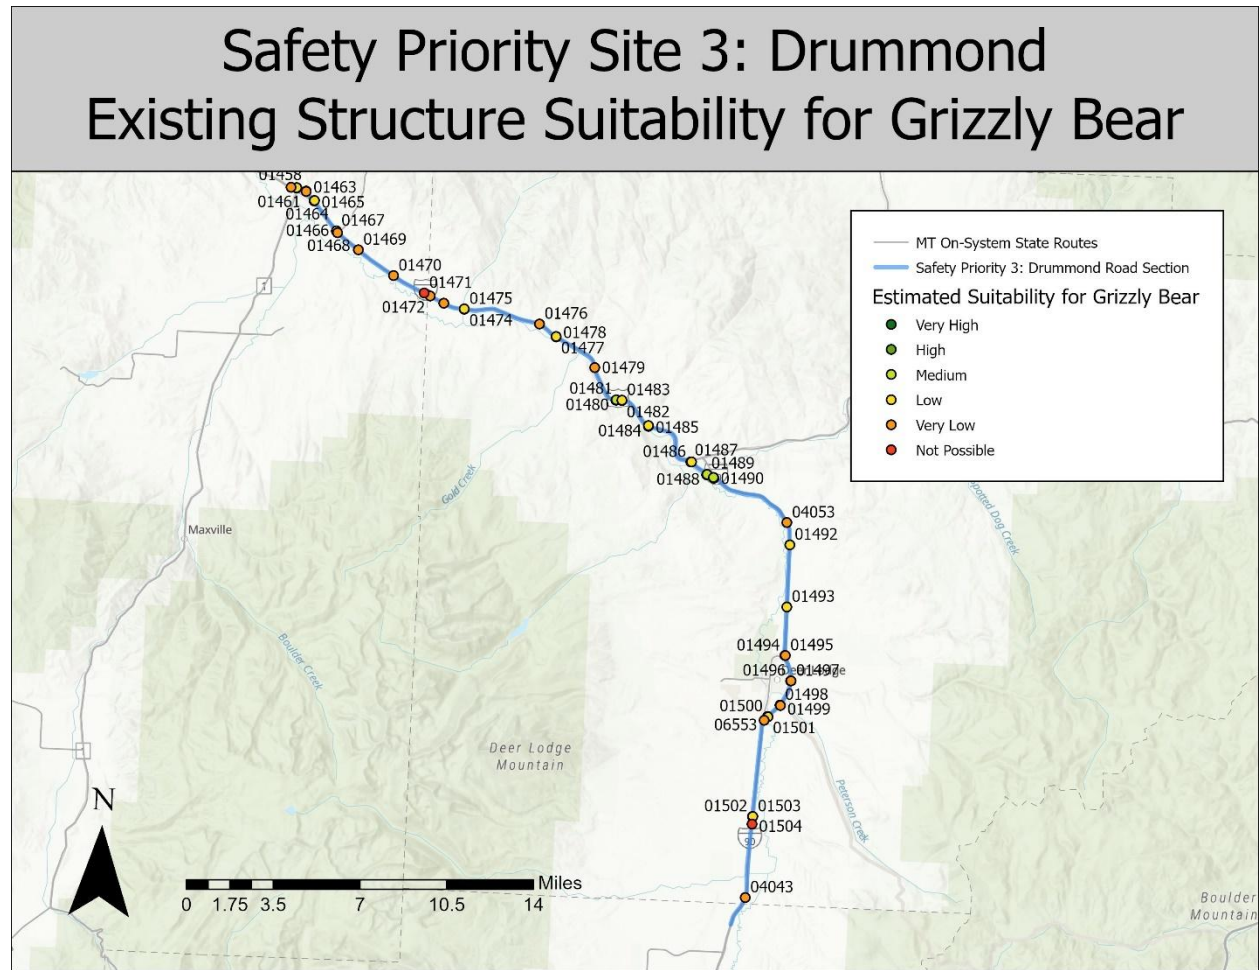 Safety Priority Site 3: Drummond
Existing Structure Suitability for Grizzly Bear
01458
01463
01461
01465
01464
01467
01466
01468
01469
01470
01471
01472
01475
01474
01476
01478
01477
01479
01481
01483
01480
01482
01484
01485
01486
01487
01489
01488
01490
04053
01492
01493
01494
01495
01496
01497
01498
01500
01499
06553
01501
01502
01503
01504
04043
MT On-System State Routes
Safety Priority 3: Drummond Road Section
Estimated Suitability for Grizzly Bear
Very High
High
Medium
Low
Very Low
Not Possible
1
Gold Creek
Maxville
Boulder Creek
Spotted Dog Creek
Deer Lodge
Mountain
Peterson Creek
90
1
N
Miles
0 1.75 3.5 7 10.5 14
Boulder
Mountain